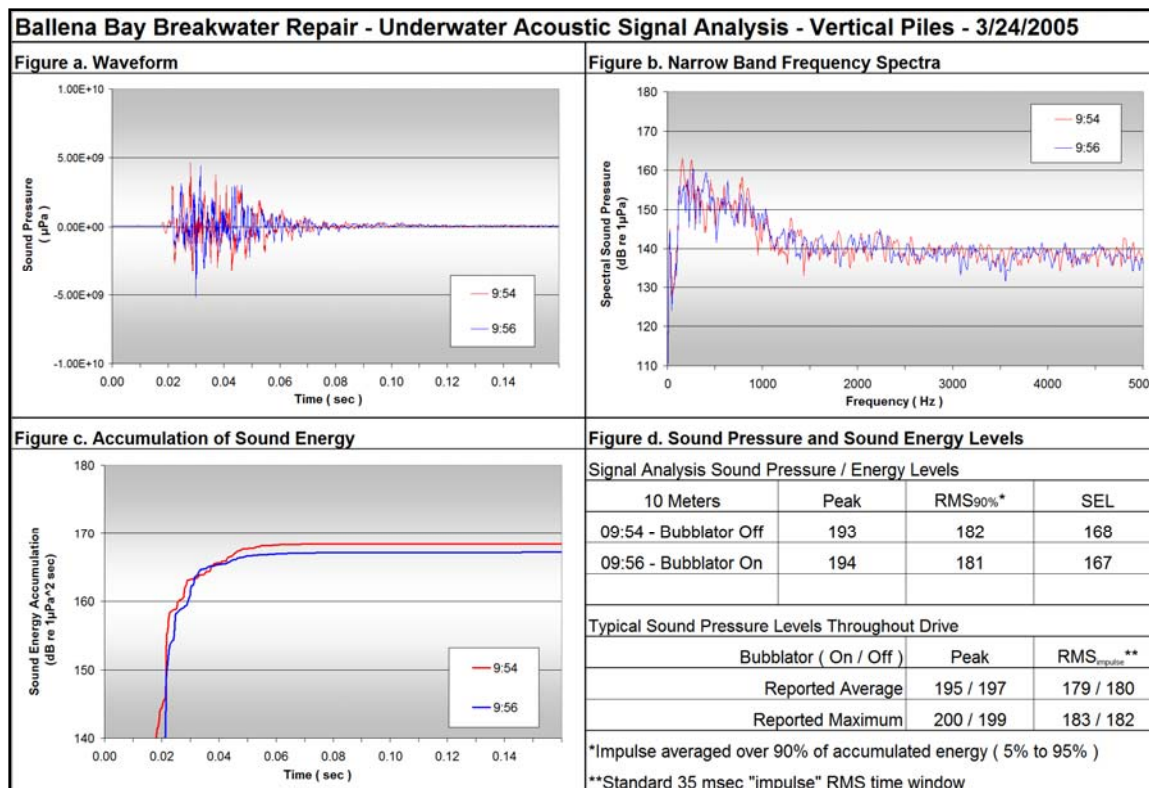 Ballena Bay Breakwater Repair - Underwater Acoustic Signal Analysis - Vertical Piles - 3/24/2005
Figure a. Waveform
1.00E+10
5.00E+09
0.00E+00
-5.00E+09
-1.00E+10
Sound Pressure
( µPa)
0.00 0.02 0.04 0.06 0.08 0.10 0.12 0.14
Time ( sec )
9:54
9:56
Figure b. Narrow Band Frequency Spectra
180
170
160
150
140
130
120
110
Spectral Sound Pressure
(dB re 1µPa)
0 1000 2000 3000 4000 500
Frequency ( Hz )
9:54
9:56
Figure c. Accumulation of Sound Energy
180
170
160
150
140
Sound Energy Accumulation
(dB re 1µPa^2 sec)
0.00 0.02 0.04 0.06 0.08 0.10 0.12 0.14
Time ( sec )
9:54
9:56
Figure d. Sound Pressure and Sound Energy Levels
Signal Analysis Sound Pressure / Energy Levels
10 Meters Peak RMS90%* SEL
09:54 - Bubblator Off 193 182 168
09:56 - Bubblator On 194 181 167
Typical Sound Pressure Levels Throughout Drive
Bubblator ( On / Off ) Peak RMSimpulse**
Reported Average 195 / 197 179 / 180
Reported Maximum 200 / 199 183 / 182
*Impulse averaged over 90% of accumulated energy ( 5% to 95% )
**Standard 35 msec "impulse" RMS time window